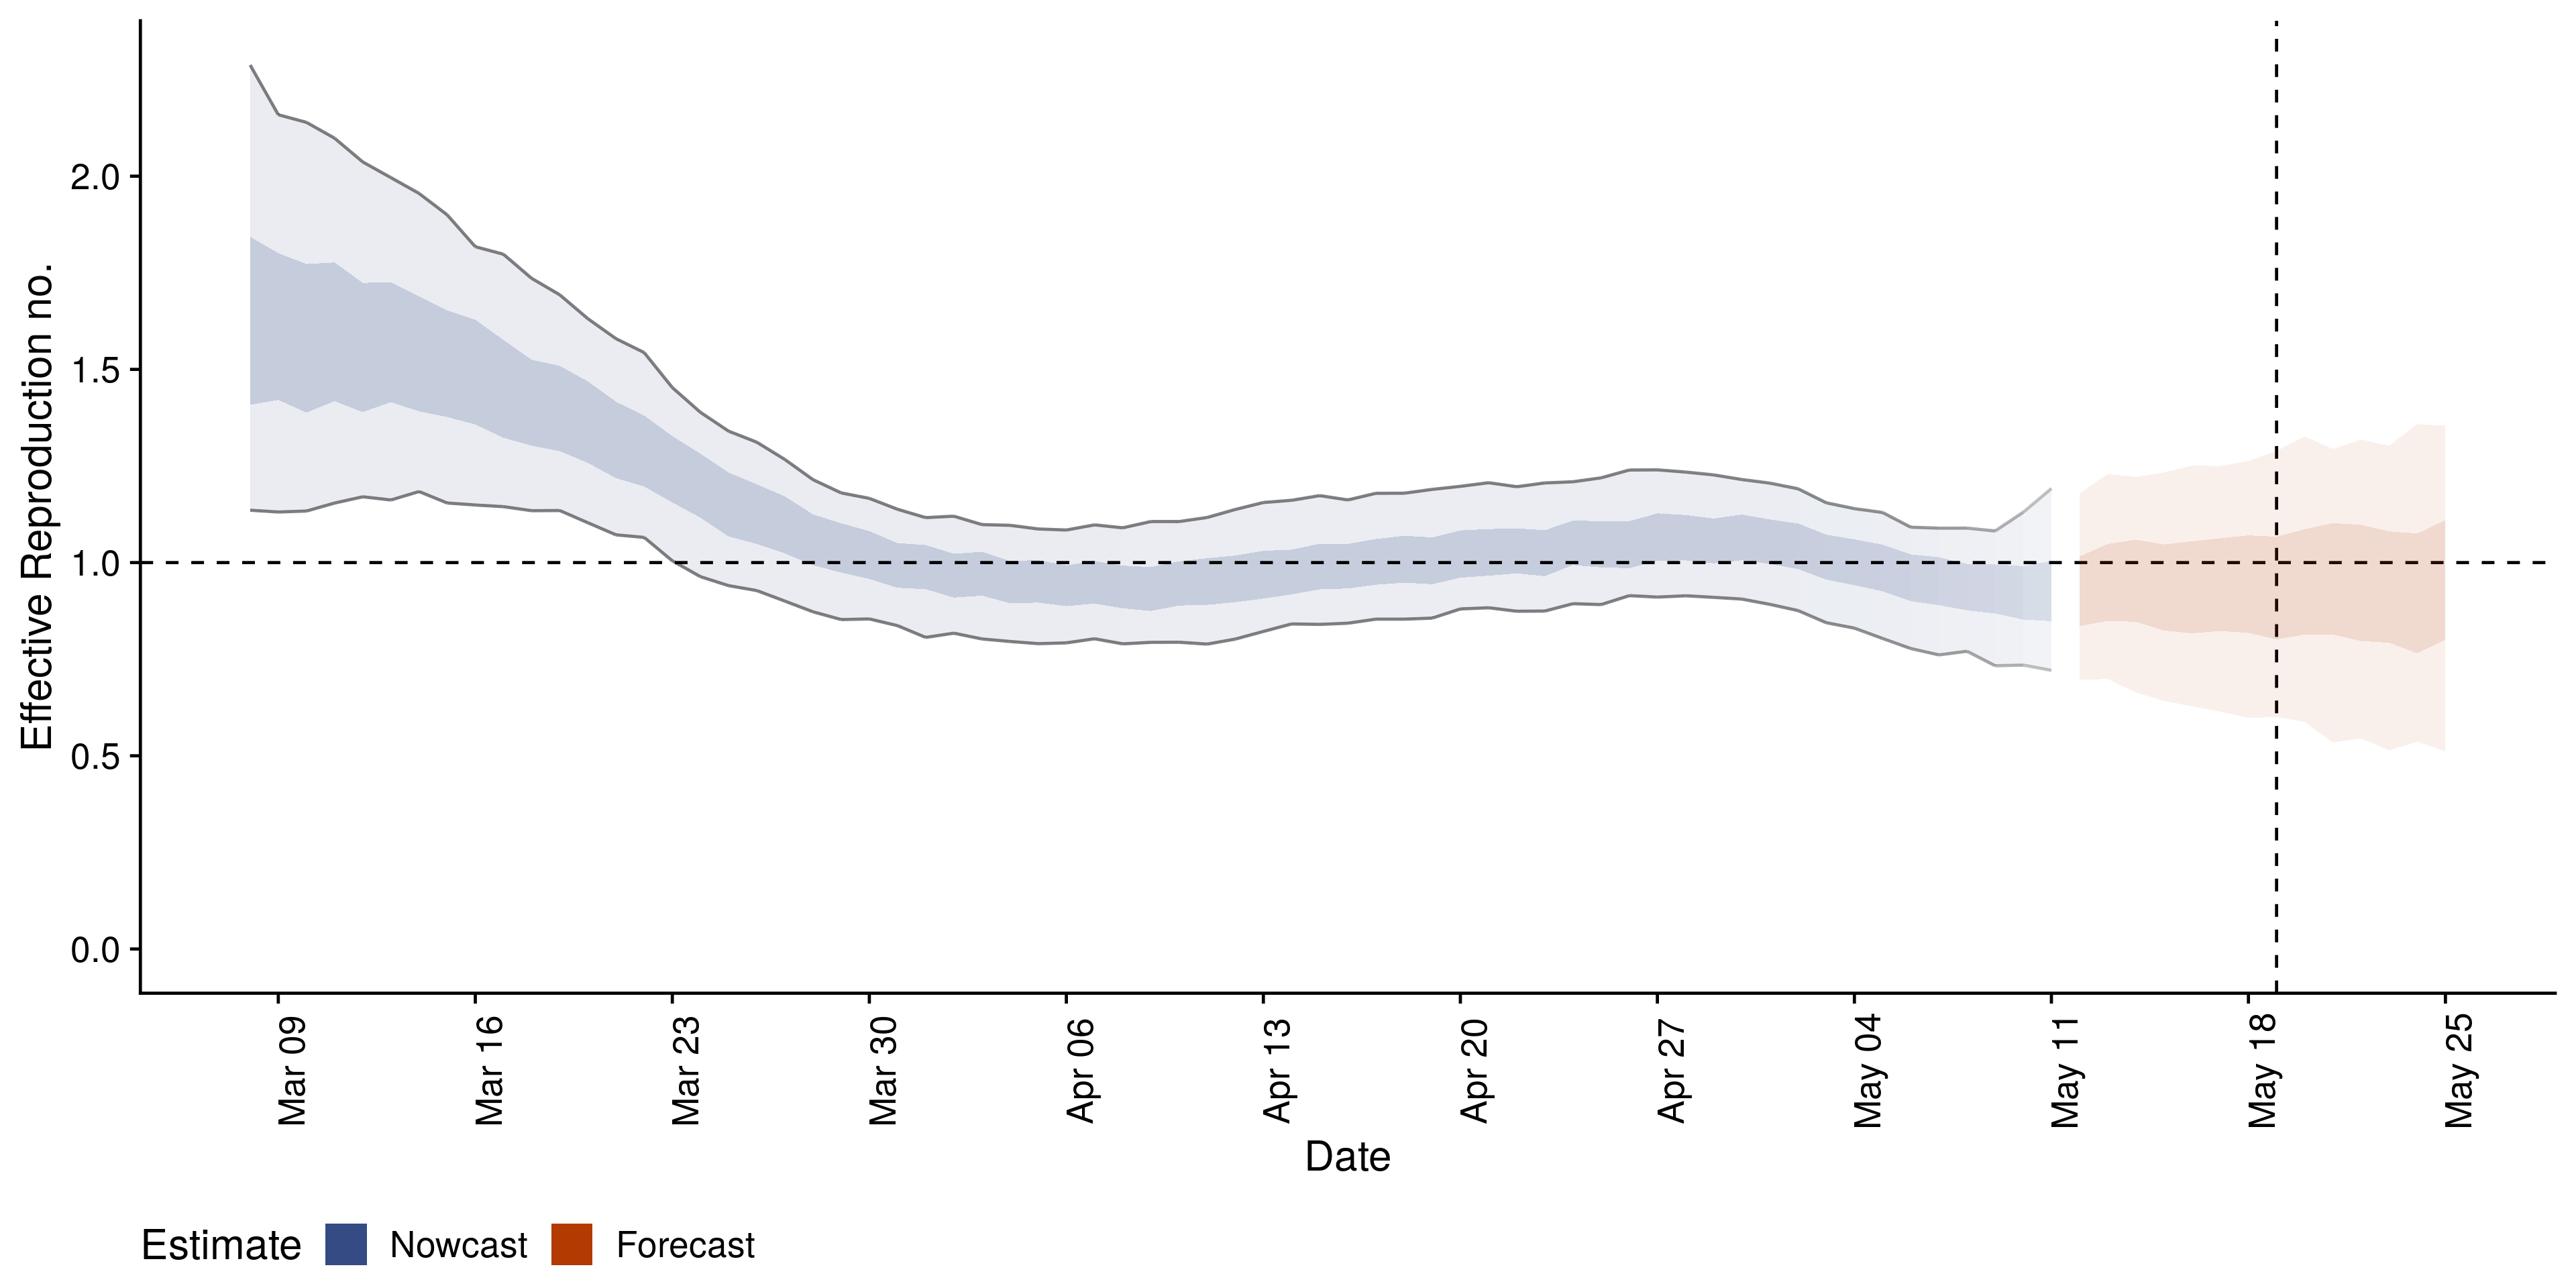 Effective Reproduction no.
2.0
1.5
1.0
0.5
0.0
Mar 09
Mar 16
Mar 23
Mar 30
Apr 06
Apr 13
Apr 20
Apr 27
May 04
May 11
May 18
May 25
Date
Estimate Nowcast Forecast